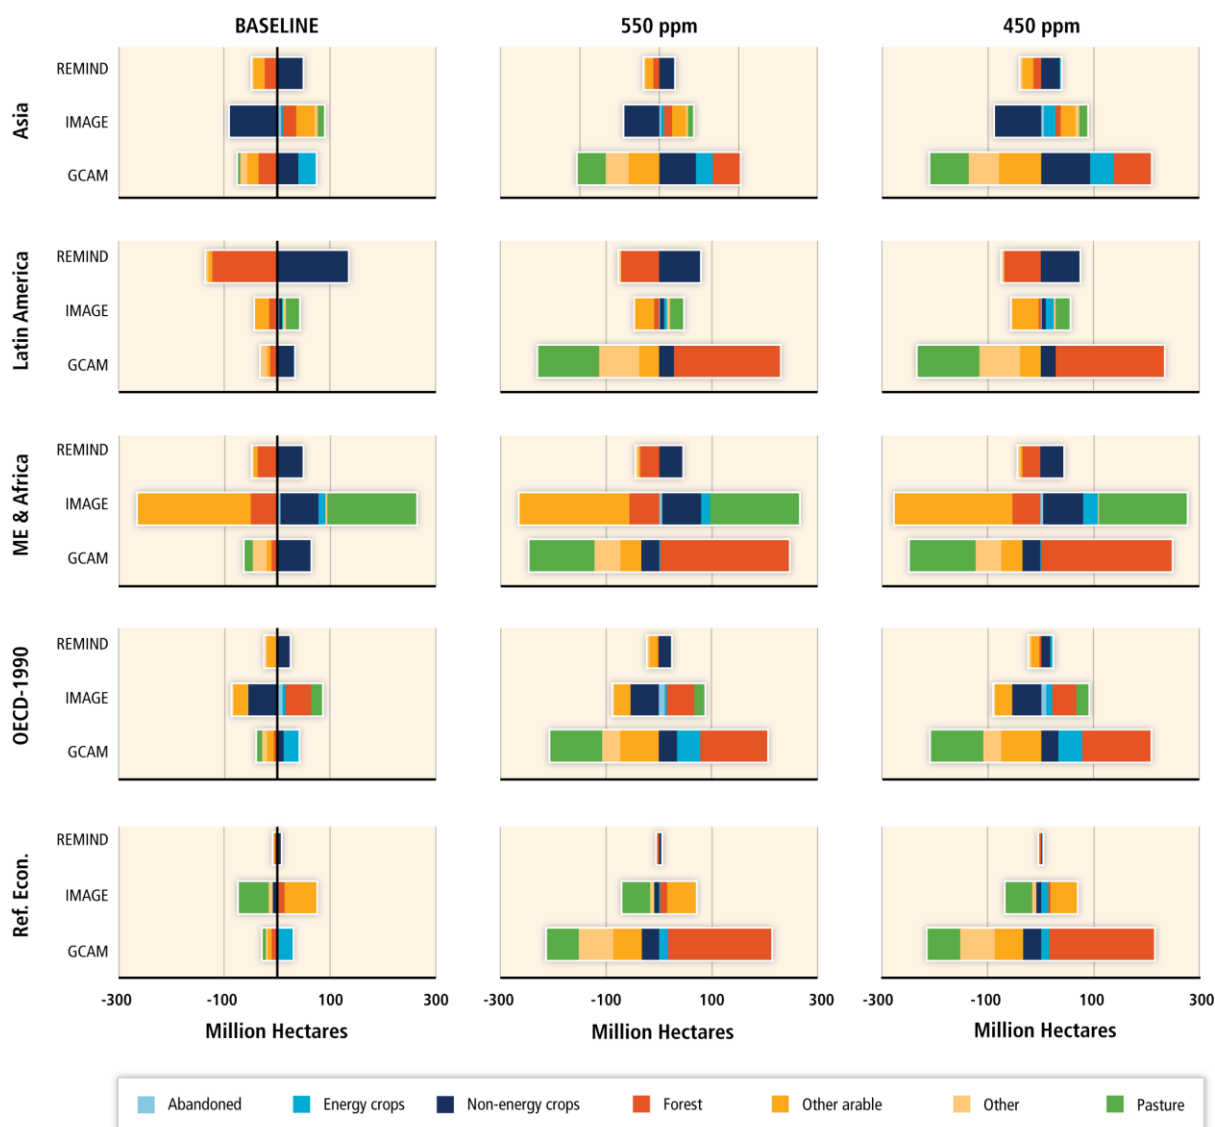 BASELINE 550 ppm 450 ppm
Asia
REMIND
IMAGE
GCAM
Latin America
REMIND
IMAGE
GCAM
ME & Africa
REMIND
IMAGE
GCAM
OECD-1990
REMIND
IMAGE
GCAM
Ref. Econ.
REMIND
IMAGE
GCAM
-300 -100 100 300 -300 -100 100 300 -300 -100 100 300
Million Hectares Million Hectares Million Hectares
Abandoned Energy crops Non-energy crops Forest Other arable Other Pasture